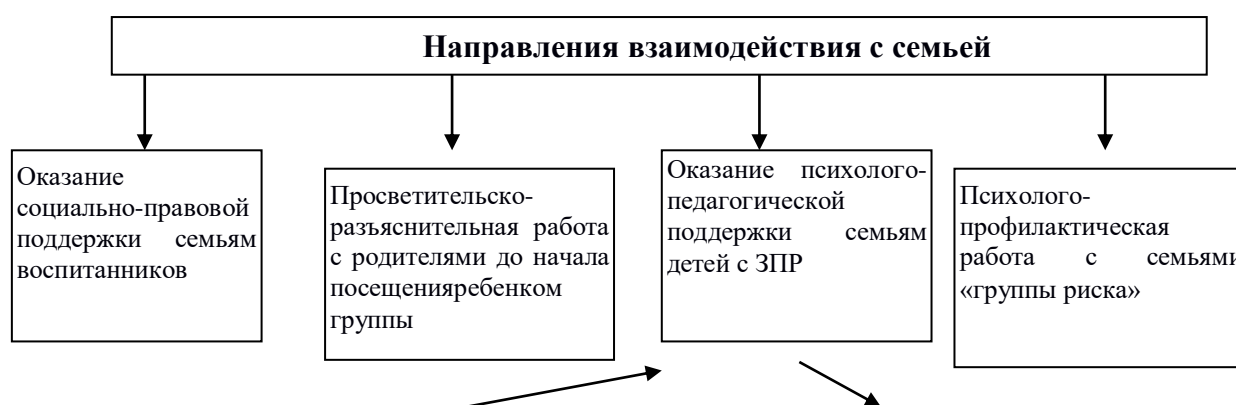 Направления взаимодействия с семьей
Оказание
социально-правовой
поддержки семьям
воспитанников
Просветительско-
разъяснительная работа
с родителями до начала
посещенияребенком
группы
Оказание психолого-
педагогической
поддержки семьям
детей с ЗПР
Психолого-
профилактическая
работа с семьями
«группы риска»